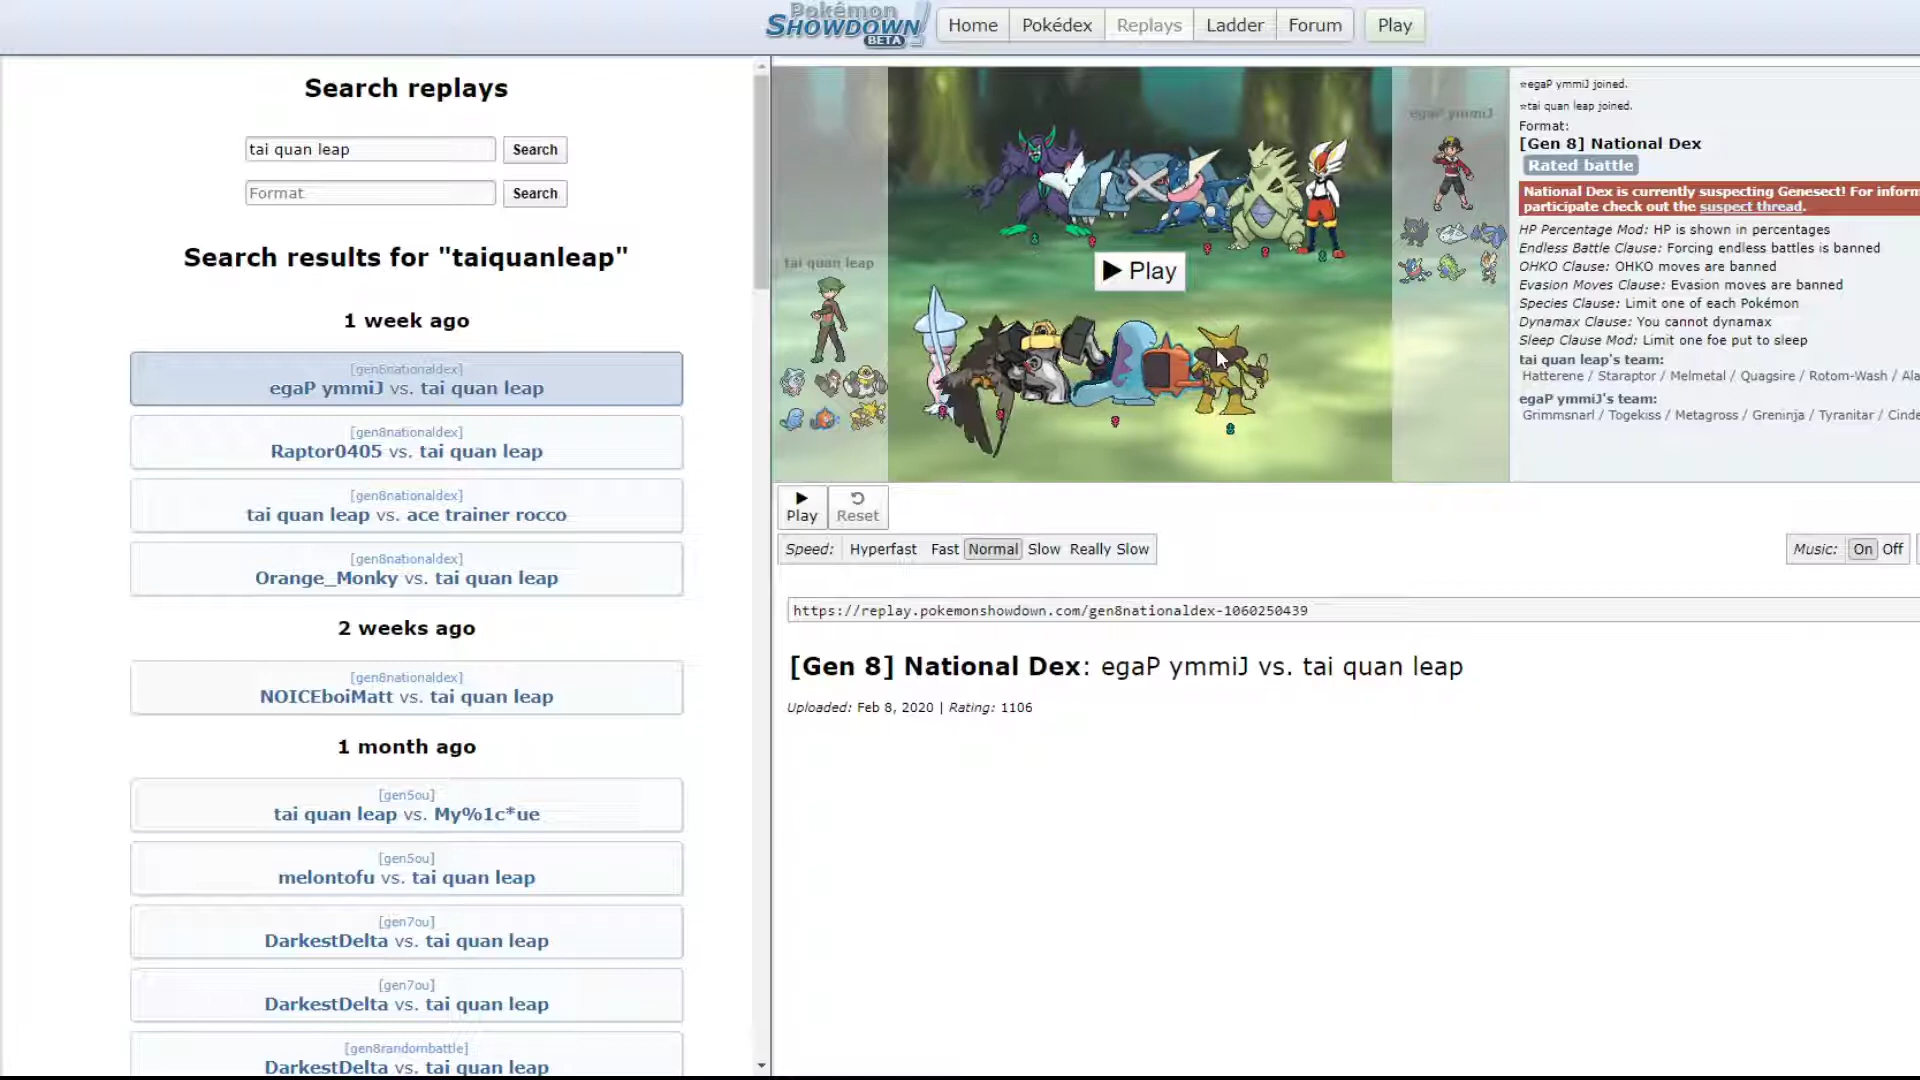 Pokémon
SHOWDOWN!
BETA
Home
Pokédex
Replays
Ladder
Forum
Play
Search replays
tai quan leap
Search
Format
Search
Search results for "taiquanleap"
1 week ago
[gen8nationaldex]
egaP ymmiJ vs. tai quan leap
[gen8nationaldex]
Raptor0405 vs. tai quan leap
[gen8nationaldex]
tai quan leap vs. ace trainer rocco
[gen8nationaldex]
Orange_Monky vs. tai quan leap
2 weeks ago
[gen8nationaldex]
NOICEboiMatt vs. tai quan leap
1 month ago
[gen5ou]
tai quan leap vs. My%1c*ue
[gen5ou]
melontofu vs. tai quan leap
[gen7ou]
DarkestDelta vs. tai quan leap
[gen7ou]
DarkestDelta vs. tai quan leap
[gen8randombattle]
DarkestDelta vs. tai quan leap
tai quan leap
egaP ymmiJ
Play
☆egaP ymmiJ joined.
☆tai quan leap joined.
Format:
[Gen 8] National Dex
Rated battle
National Dex is currently suspecting Genesect! For inform
participate check out the suspect thread.
HP Percentage Mod: HP is shown in percentages
Endless Battle Clause: Forcing endless battles is banned
OHKO Clause: OHKO moves are banned
Evasion Moves Clause: Evasion moves are banned
Species Clause: Limit one of each Pokémon
Dynamax Clause: You cannot dynamax
Sleep Clause Mod: Limit one foe put to sleep
tai quan leap's team:
Hatterene / Staraptor / Melmetal / Quagsire / Rotom-Wash / Ala
egaP ymmiJ's team:
Grimmsnarl / Togekiss / Metagross / Greninja / Tyranitar / Cinde
Play
Reset
Speed: Hyperfast Fast Normal Slow Really Slow
Music: On Off
https://replay.pokemonshowdown.com/gen8nationaldex-1060250439
[Gen 8] National Dex: egaP ymmiJ vs. tai quan leap
Uploaded: Feb 8, 2020 | Rating: 1106